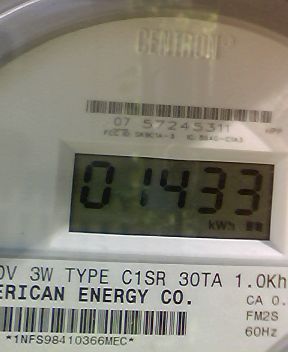 CENTRON
07 57245311
01433
kWh
0V 3W TYPE C1SR 30TA 1.0Kh
ERICAN ENERGY CO.
CA 0.
FM2S
60Hz
*1NFS98410366MEC*